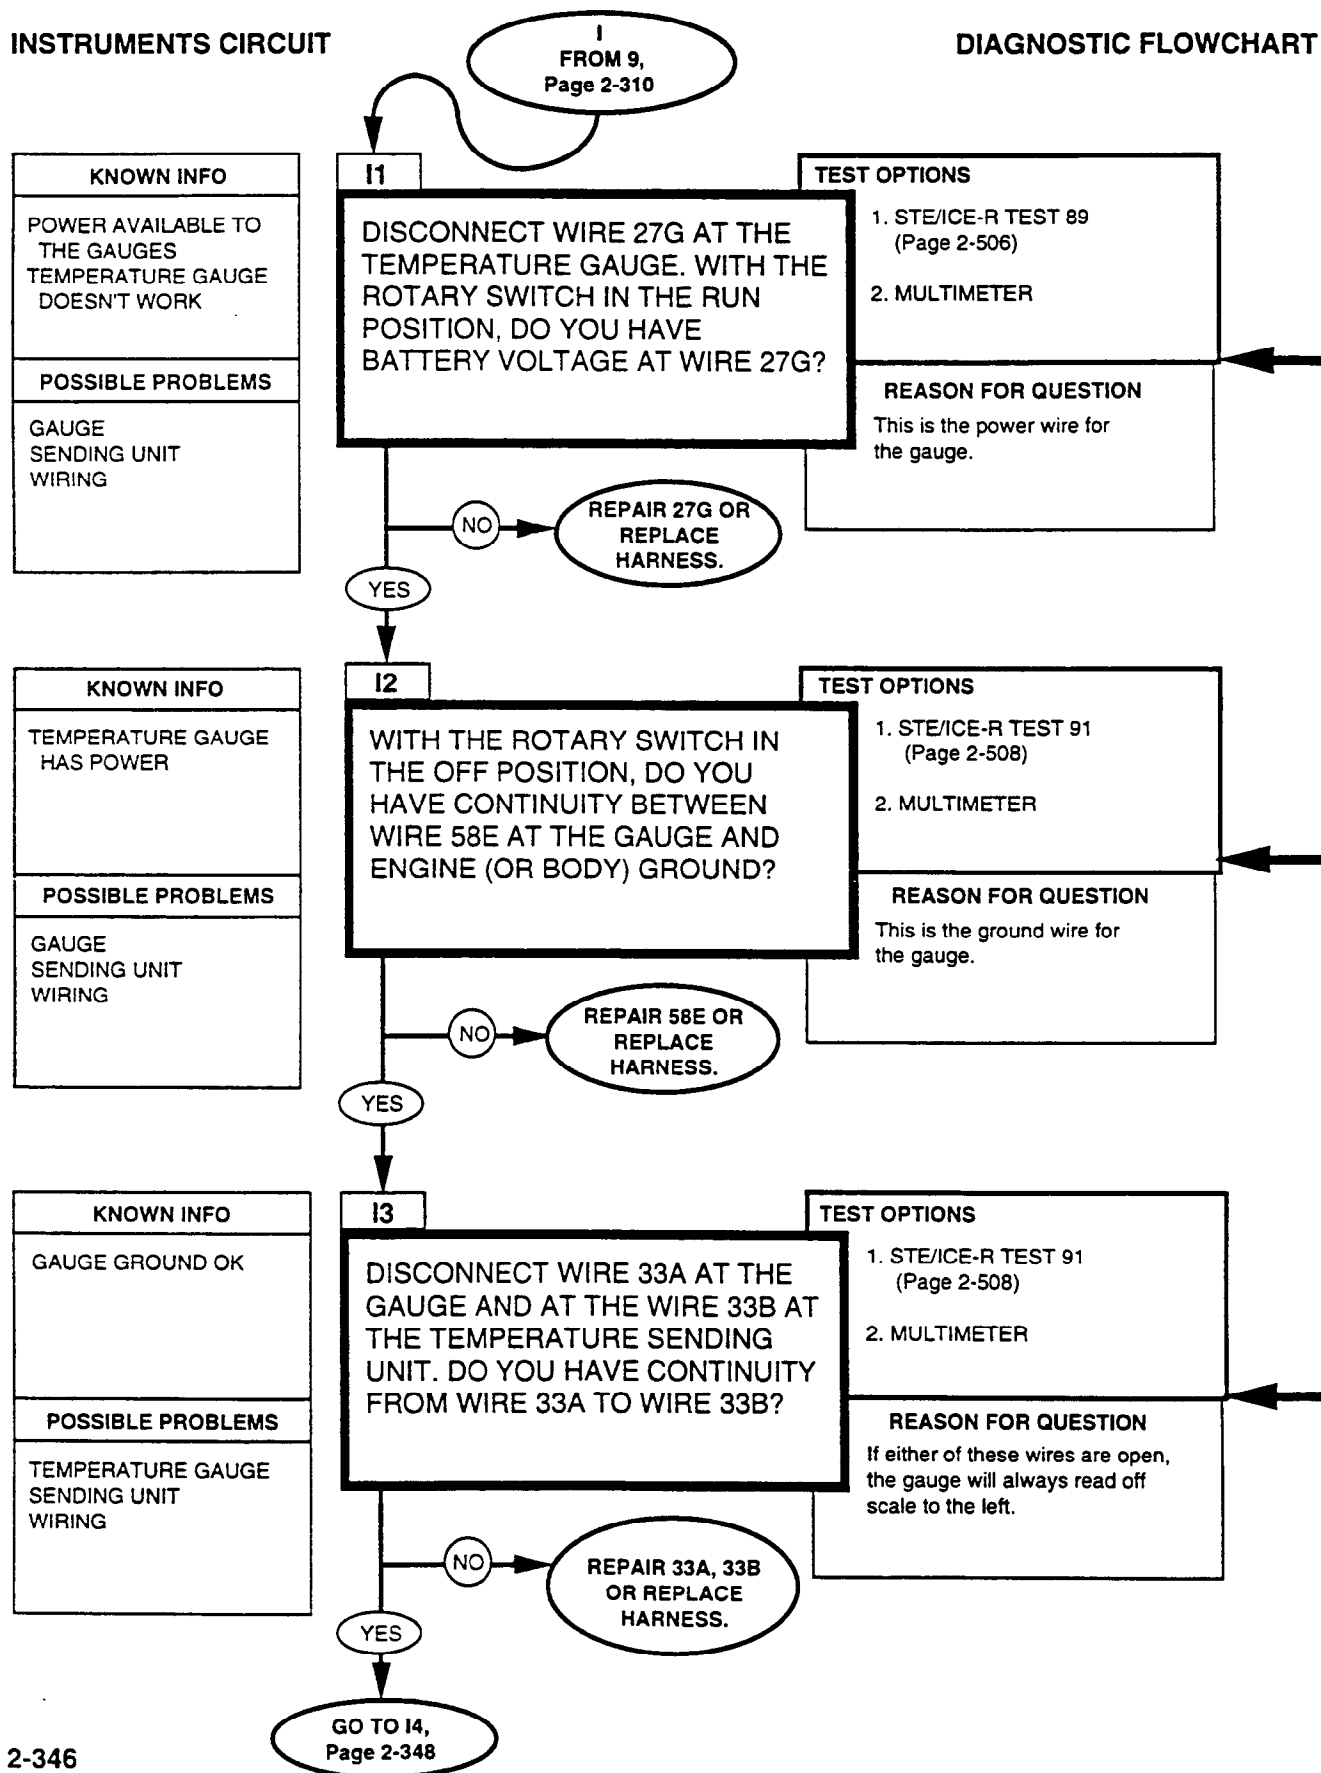 INSTRUMENTS CIRCUIT
DIAGNOSTIC FLOWCHART
I
FROM 9,
Page 2-310
KNOWN INFO
POWER AVAILABLE TO
THE GAUGES
TEMPERATURE GAUGE
DOESN'T WORK
POSSIBLE PROBLEMS
GAUGE
SENDING UNIT
WIRING
I1
DISCONNECT WIRE 27G AT THE
TEMPERATURE GAUGE. WITH THE
ROTARY SWITCH IN THE RUN
POSITION, DO YOU HAVE
BATTERY VOLTAGE AT WIRE 27G?
TEST OPTIONS
1. STE/ICE-R TEST 89
(Page 2-506)
2. MULTIMETER
REASON FOR QUESTION
This is the power wire for
the gauge.
NO
REPAIR 27G OR
REPLACE
HARNESS.
YES
KNOWN INFO
TEMPERATURE GAUGE
HAS POWER
POSSIBLE PROBLEMS
GAUGE
SENDING UNIT
WIRING
I2
WITH THE ROTARY SWITCH IN
THE OFF POSITION, DO YOU
HAVE CONTINUITY BETWEEN
WIRE 58E AT THE GAUGE AND
ENGINE (OR BODY) GROUND?
TEST OPTIONS
1. STE/ICE-R TEST 91
(Page 2-508)
2. MULTIMETER
REASON FOR QUESTION
This is the ground wire for
the gauge.
NO
REPAIR 58E OR
REPLACE
HARNESS.
YES
KNOWN INFO
GAUGE GROUND OK
POSSIBLE PROBLEMS
TEMPERATURE GAUGE
SENDING UNIT
WIRING
I3
DISCONNECT WIRE 33A AT THE
GAUGE AND AT THE WIRE 33B AT
THE TEMPERATURE SENDING
UNIT. DO YOU HAVE CONTINUITY
FROM WIRE 33A TO WIRE 33B?
TEST OPTIONS
1. STE/ICE-R TEST 91
(Page 2-508)
2. MULTIMETER
REASON FOR QUESTION
If either of these wires are open,
the gauge will always read off
scale to the left.
NO
REPAIR 33A, 33B
OR REPLACE
HARNESS.
YES
GO TO I4,
Page 2-348
2-346